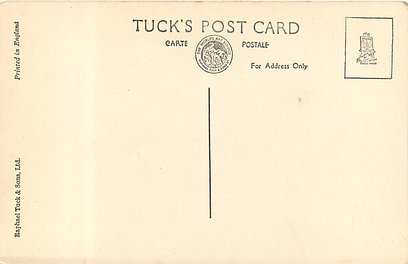 TUCK'S POST CARD
CARTE POSTALE
For Address Only
Printed in England
Raphael Tuck & Sons, Ltd.